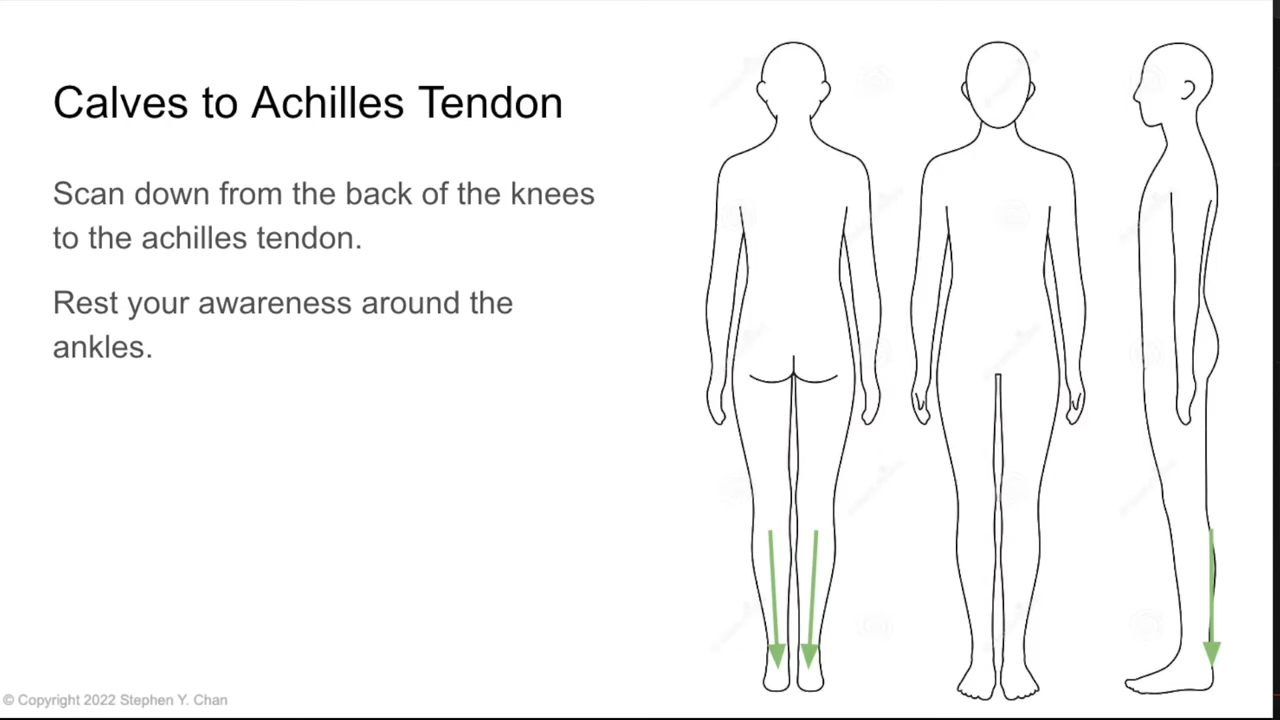 Calves to Achilles Tendon
Scan down from the back of the knees
to the achilles tendon.
Rest your awareness around the
ankles.
© Copyright 2022 Stephen Y. Chan